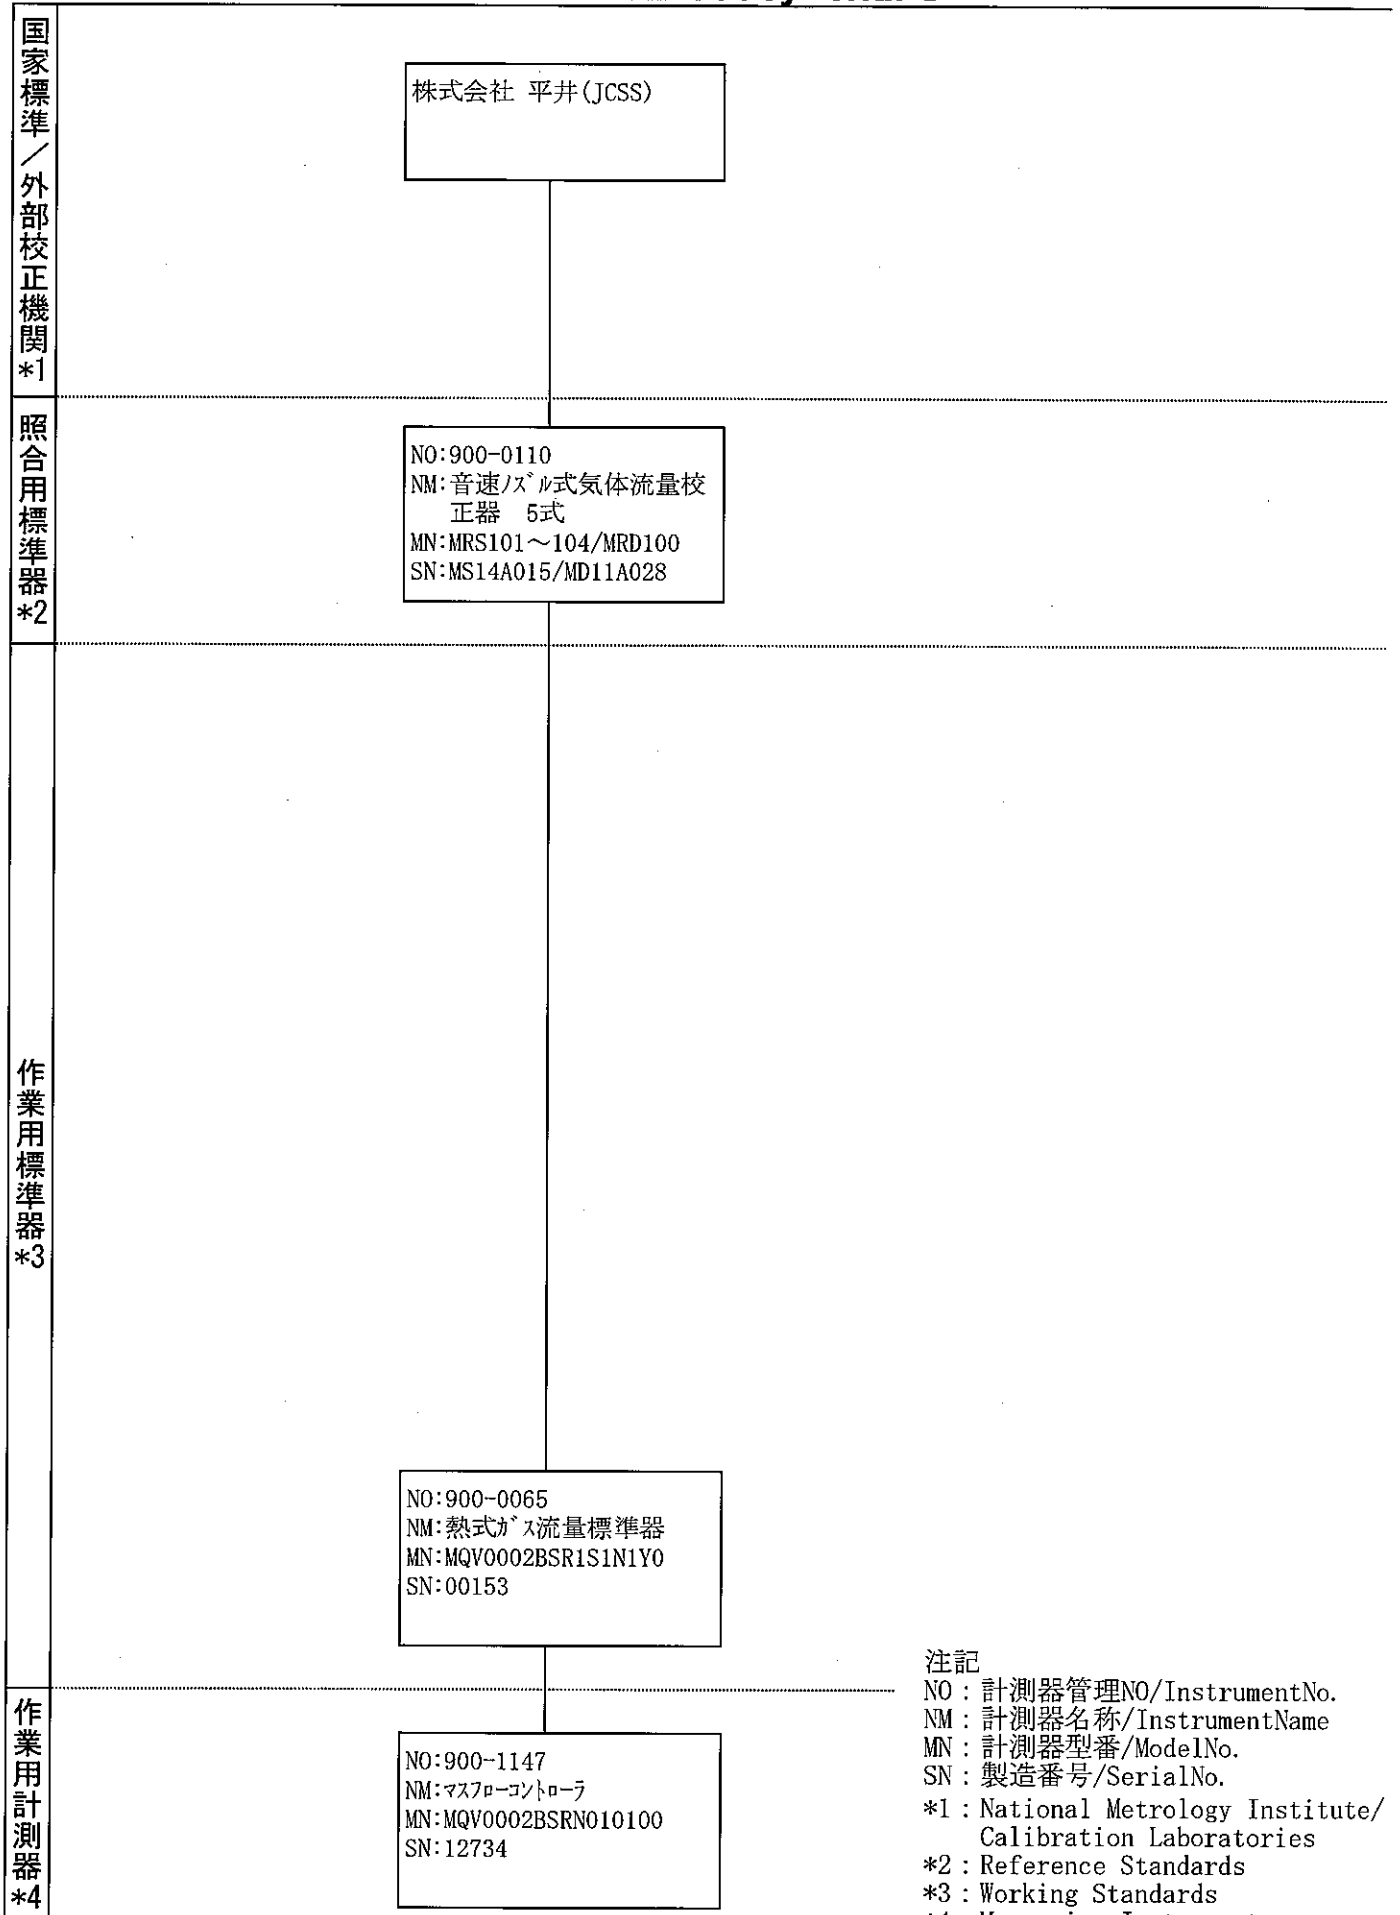 国家標準／外部校正機関*1
株式会社 平井(JCSS)
照合用標準器*2
NO:900-0110
NM:音速ﾉｽﾞﾙ式気体流量校
正器 5式
MN:MRS101～104/MRD100
SN:MS14A015/MD11A028
作業用標準器*3
NO:900-0065
NM:熱式ｶﾞｽ流量標準器
MN:MQV0002BSR1S1N1Y0
SN:00153
作業用計測器*4
NO:900-1147
NM:ﾏｽﾌﾛｰｺﾝﾄﾛｰﾗ
MN:MQV0002BSRN010100
SN:12734
注記
NO：計測器管理NO/InstrumentNo.
NM：計測器名称/InstrumentName
MN：計測器型番/ModelNo.
SN：製造番号/SerialNo.
*1：National Metrology Institute/
Calibration Laboratories
*2：Reference Standards
*3：Working Standards